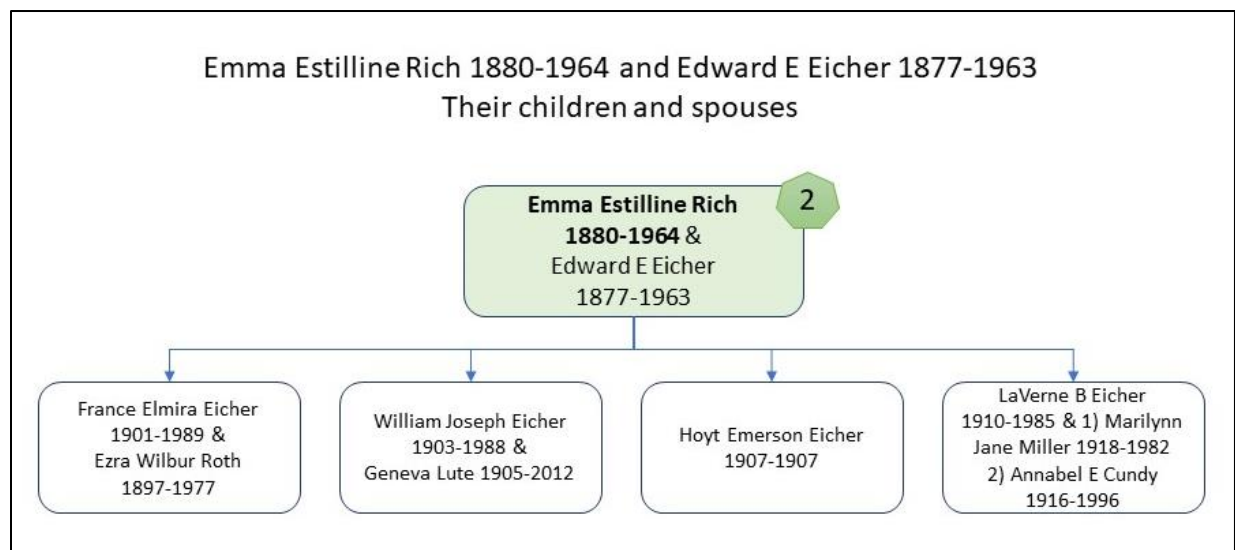 Emma Estilline Rich 1880-1964 and Edward E Eicher 1877-1963
Their children and spouses
Emma Estilline Rich
1880-1964 &
Edward E Eicher
1877-1963
2
France Elmira Eicher
1901-1989 &
Ezra Wilbur Roth
1897-1977
William Joseph Eicher
1903-1988 &
Geneva Lute 1905-2012
Hoyt Emerson Eicher
1907-1907
LaVerne B Eicher
1910-1985 & 1) Marilynn
Jane Miller 1918-1982
2) Annabel E Cundy
1916-1996